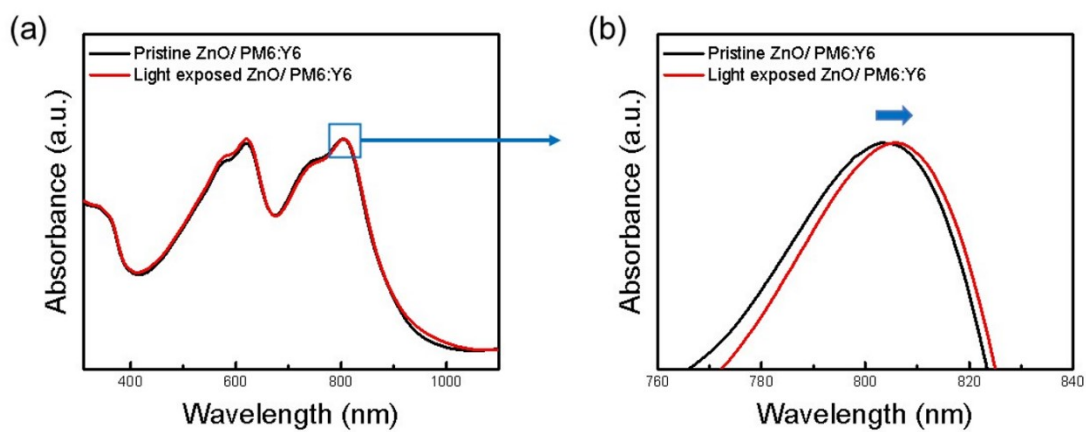 (a)
Pristine ZnO/ PM6:Y6
Light exposed ZnO/ PM6:Y6
Absorbance (a.u.)
400 600 800 1000
Wavelength (nm)
(b)
Pristine ZnO/ PM6:Y6
Light exposed ZnO/ PM6:Y6
Absorbance (a.u.)
760 780 800 820 840
Wavelength (nm)